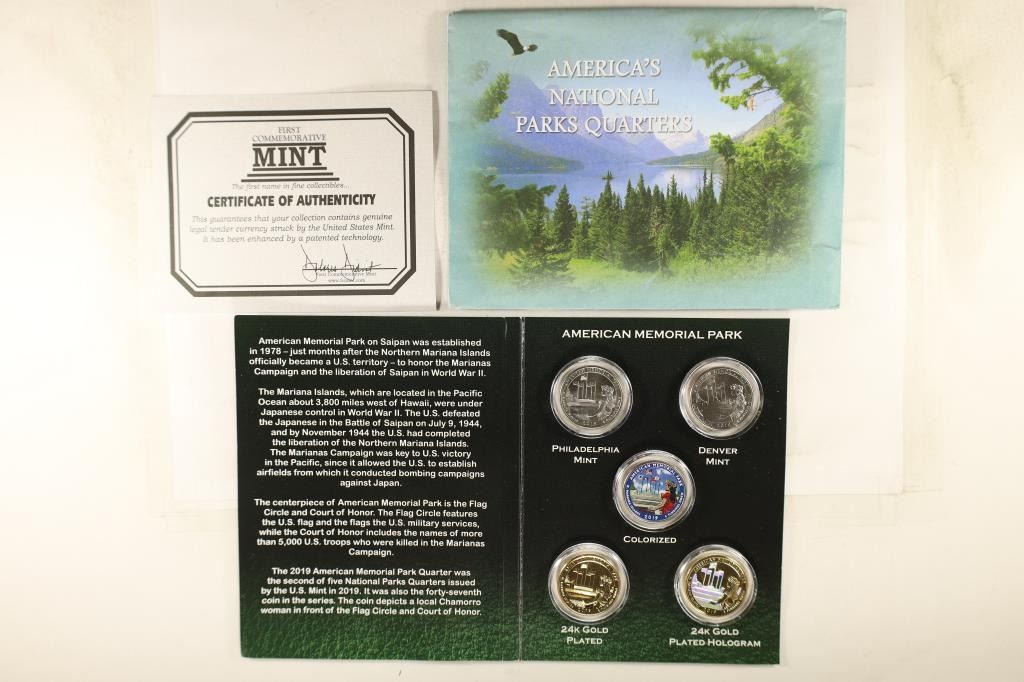 FIRST
COMMEMORATIVE
MINT
The first name in fine collectibles...
CERTIFICATE OF AUTHENTICITY
This guarantees that your collection contains genuine
legal tender currency struck by the United States Mint.
It has been enhanced by a patented technology.
First Commemorative Mint
AMERICA'S
NATIONAL
PARKS QUARTERS
American Memorial Park on Saipan was established
in 1978 – just months after the Northern Mariana Islands
officially became a U.S. territory – to honor the Marianas
Campaign and the liberation of Saipan in World War II.
The Mariana Islands, which are located in the Pacific
Ocean about 3,800 miles west of Hawaii, were under
Japanese control in World War II. The U.S. defeated
the Japanese in the Battle of Saipan on July 9, 1944,
and by November 1944 the U.S. had completed
the liberation of the Northern Mariana Islands.
The Marianas Campaign was key to U.S. victory
in the Pacific, since it allowed the U.S. to establish
airfields from which it conducted bombing campaigns
against Japan.
The centerpiece of American Memorial Park is the Flag
Circle and Court of Honor. The Flag Circle features
the U.S. flag and the flags the U.S. military services,
while the Court of Honor includes the names of more
than 5,000 U.S. troops who were killed in the Marianas
Campaign.
The 2019 American Memorial Park Quarter was
the second of five National Parks Quarters issued
by the U.S. Mint in 2019. It was also the forty-seventh
coin in the series. The coin depicts a local Chamorro
woman in front of the Flag Circle and Court of Honor.
AMERICAN MEMORIAL PARK
PHILADELPHIA
MINT
DENVER
MINT
AMERICAN MEMORIAL PARK
2019
COLORIZED
24K GOLD
PLATED
24K GOLD
PLATED HOLOGRAM